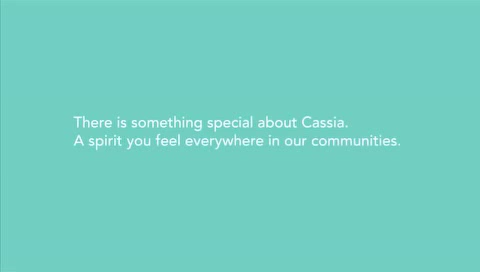 There is something special about Cassia.
A spirit you feel everywhere in our communities.